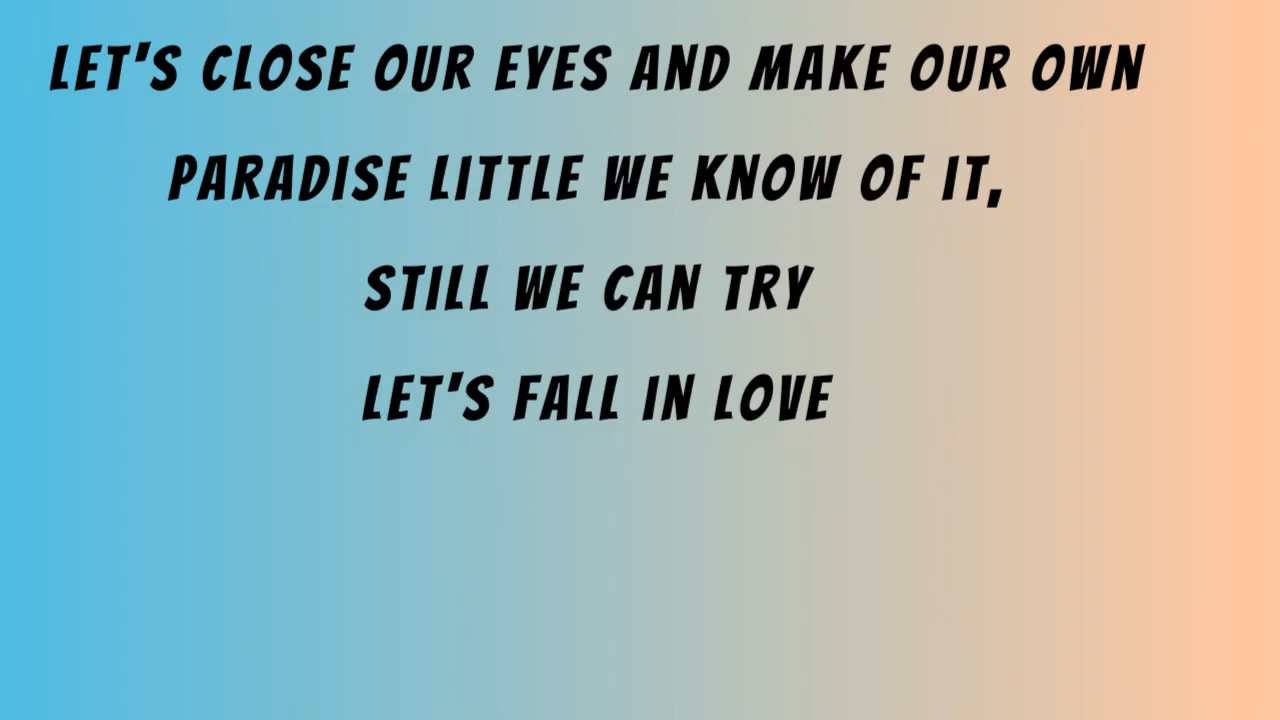 LET'S CLOSE OUR EYES AND MAKE OUR OWN
PARADISE LITTLE WE KNOW OF IT,
STILL WE CAN TRY
LET'S FALL IN LOVE